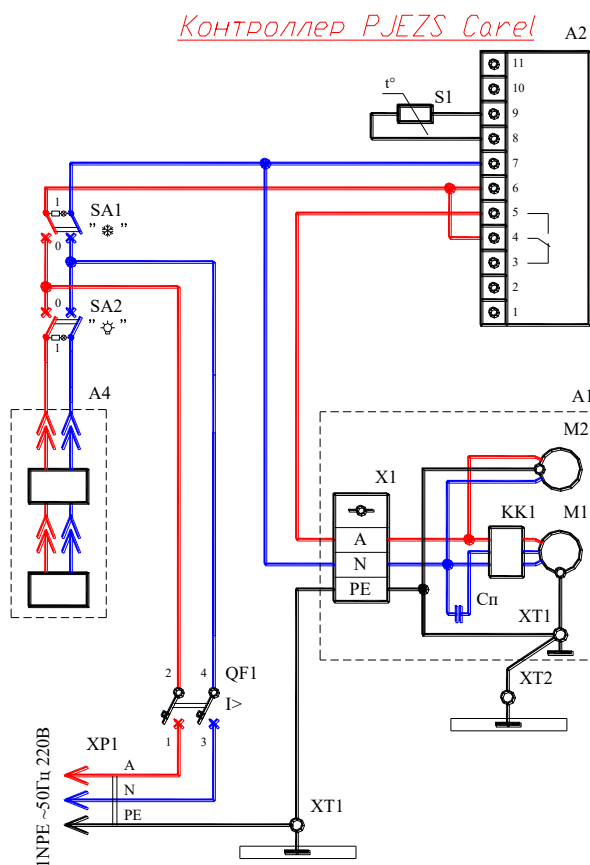 Контроллер PJEZS Carel
A2
11
10
9
8
7
6
5
4
3
2
1
t°
S1
1
SA1
" ❄ ”
0
0
SA2
" ”
1
A4
A1
M2
X1
A
N
PE
KK1
M1
Сп
XT1
XT2
2
4
QF1
I>
1
3
XP1
A
N
PE
1NPE ~50Гц 220В
XT1